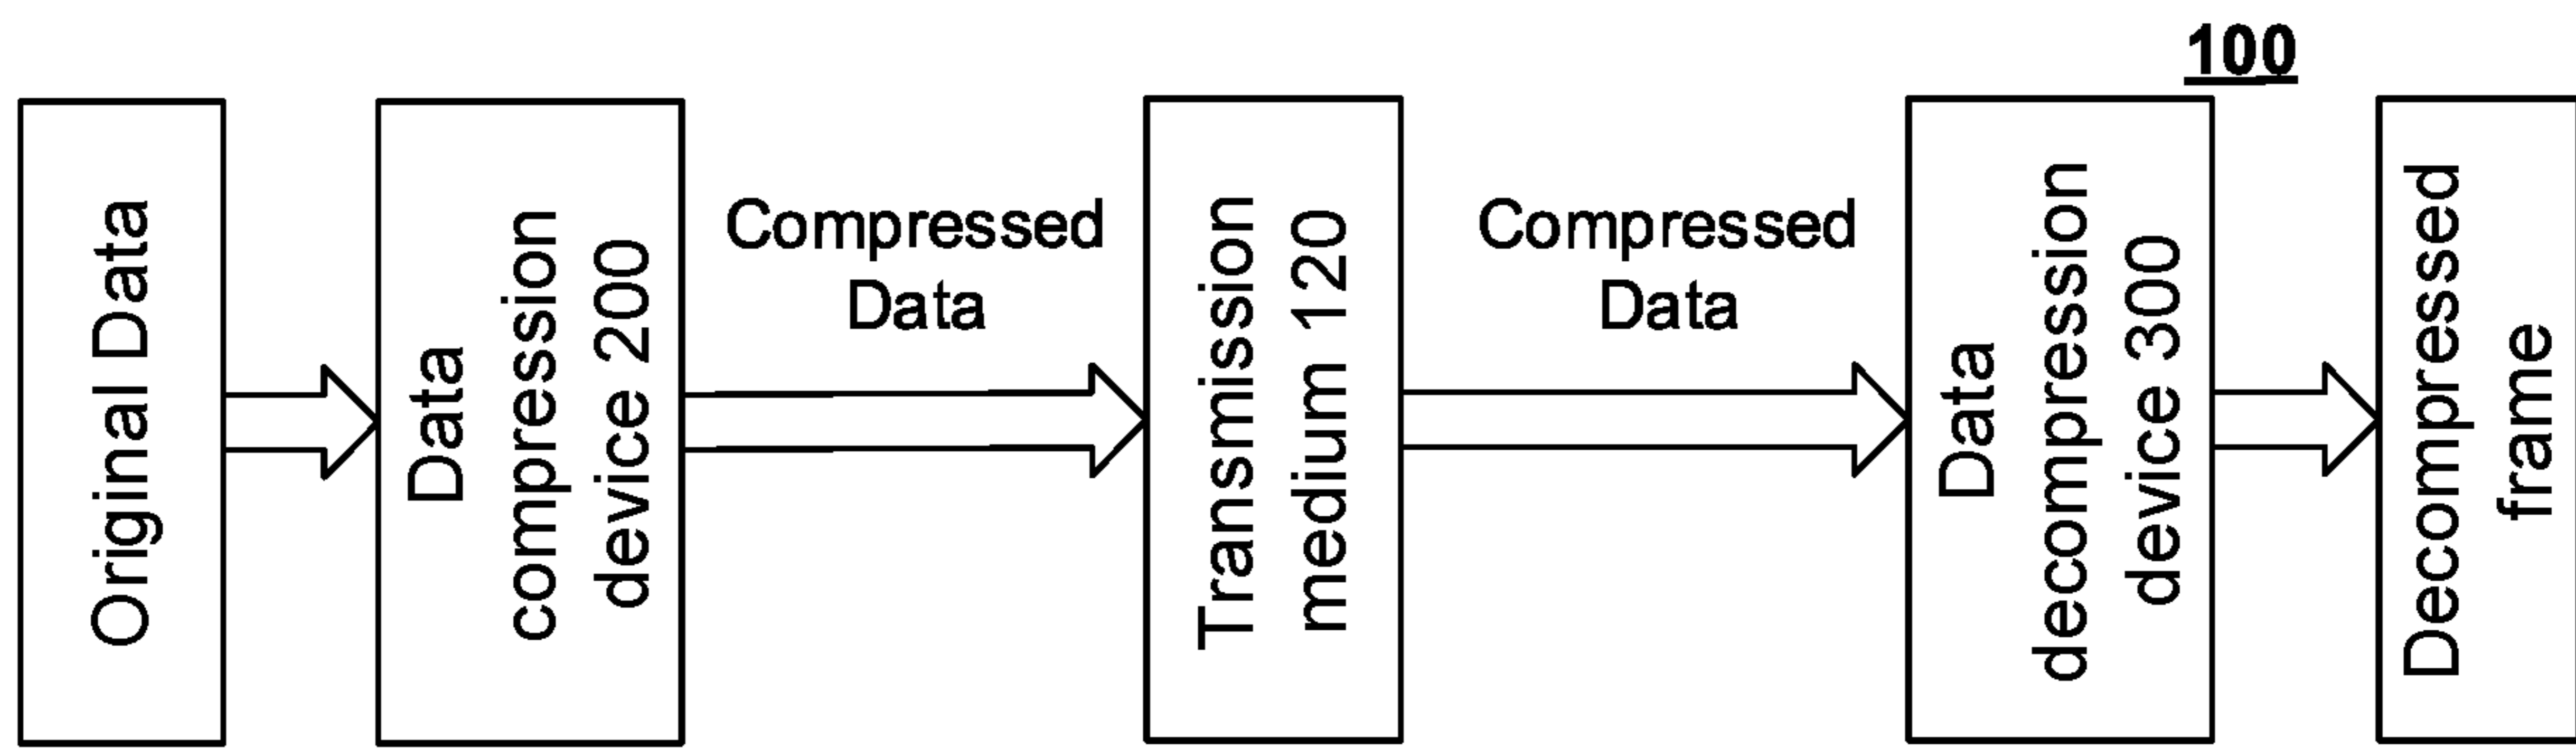 100
Original Data
Data
compression
device 200
Compressed
Data
Transmission
medium 120
Compressed
Data
Data
decompression
device 300
Decompressed
frame